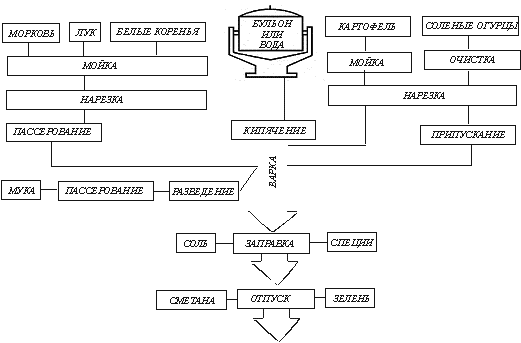 МОРКОВЬ
ЛУК
БЕЛЫЕ КОРЕНЬЯ
БУЛЬОН
ИЛИ
ВОДА
КАРТОФЕЛЬ
СОЛЕНЫЕ ОГУРЦЫ
МОЙКА
МОЙКА
ОЧИСТКА
НАРЕЗКА
НАРЕЗКА
ПАССЕРОВАНИЕ
КИПЯЧЕНИЕ
ПРИПУСКАНИЕ
ВАРКА
МУКА
ПАССЕРОВАНИЕ
РАЗВЕДЕНИЕ
СОЛЬ
ЗАПРАВКА
СПЕЦИИ
СМЕТАНА
ОТПУСК
ЗЕЛЕНЬ